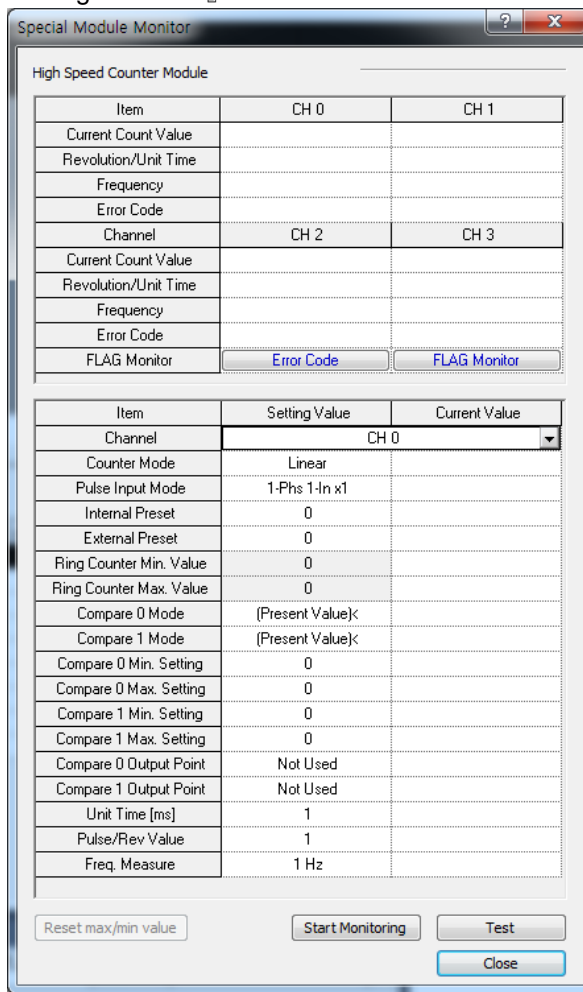 Special Module Monitor
High Speed Counter Module
Item CH 0 CH 1
Current Count Value
Revolution/Unit Time
Frequency
Error Code
Channel CH 2 CH 3
Current Count Value
Revolution/Unit Time
Frequency
Error Code
FLAG Monitor Error Code FLAG Monitor
Item Setting Value Current Value
Channel CH 0
Counter Mode Linear
Pulse Input Mode 1-Phs 1-In x1
Internal Preset 0
External Preset 0
Ring Counter Min. Value 0
Ring Counter Max. Value 0
Compare 0 Mode (Present Value)<
Compare 1 Mode (Present Value)<
Compare 0 Min. Setting 0
Compare 0 Max. Setting 0
Compare 1 Min. Setting 0
Compare 1 Max. Setting 0
Compare 0 Output Point Not Used
Compare 1 Output Point Not Used
Unit Time [ms] 1
Pulse/Rev Value 1
Freq. Measure 1 Hz
Reset max/min value Start Monitoring Test
Close